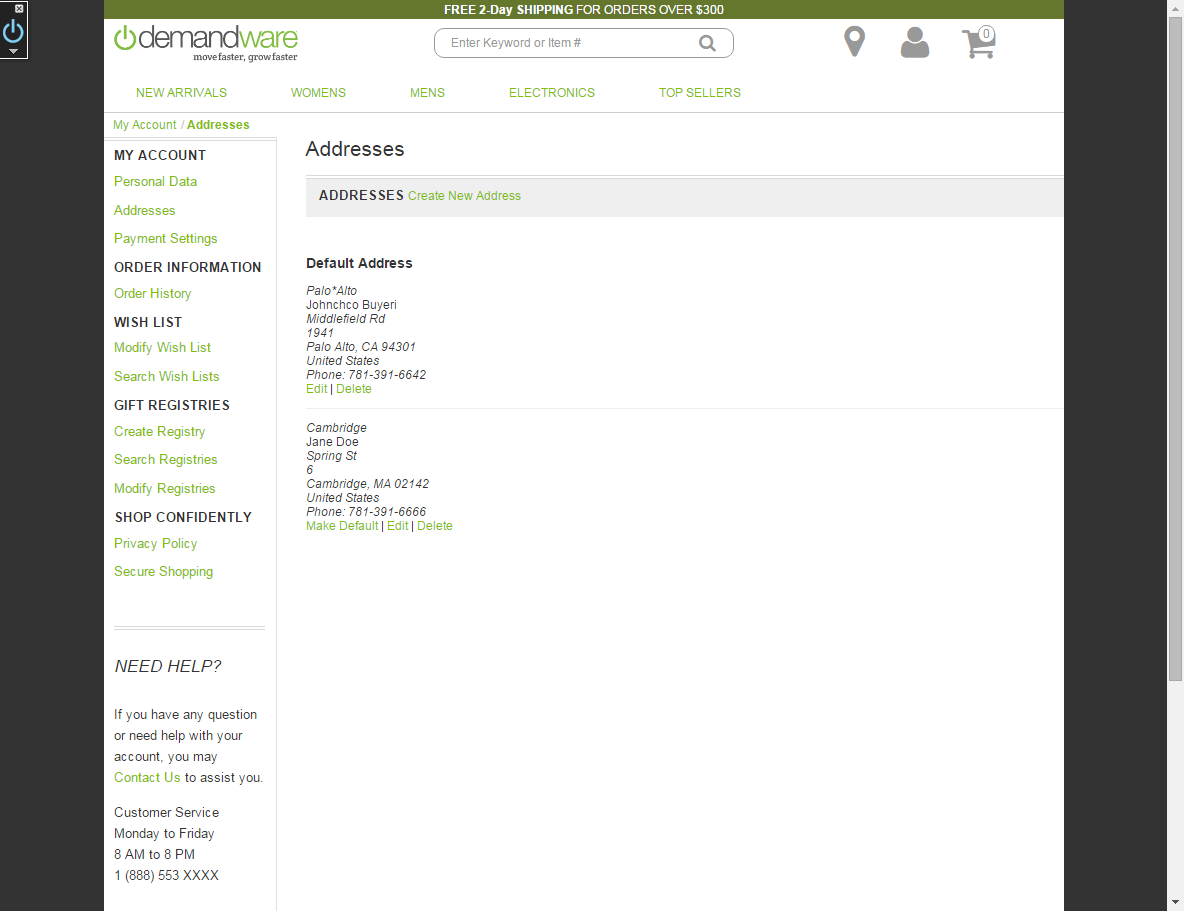 FREE 2-Day SHIPPING FOR ORDERS OVER $300
demandware
move faster, grow faster
Enter Keyword or Item #
0
NEW ARRIVALS WOMENS MENS ELECTRONICS TOP SELLERS
My Account / Addresses
MY ACCOUNT
Personal Data
Addresses
Payment Settings
ORDER INFORMATION
Order History
WISH LIST
Modify Wish List
Search Wish Lists
GIFT REGISTRIES
Create Registry
Search Registries
Modify Registries
SHOP CONFIDENTLY
Privacy Policy
Secure Shopping
NEED HELP?
If you have any question
or need help with your
account, you may
Contact Us to assist you.
Customer Service
Monday to Friday
8 AM to 8 PM
1 (888) 553 XXXX
Addresses
ADDRESSES Create New Address
Default Address
Palo*Alto
Johnchco Buyeri
Middlefield Rd
1941
Palo Alto, CA 94301
United States
Phone: 781-391-6642
Edit | Delete
Cambridge
Jane Doe
Spring St
6
Cambridge, MA 02142
United States
Phone: 781-391-6666
Make Default | Edit | Delete